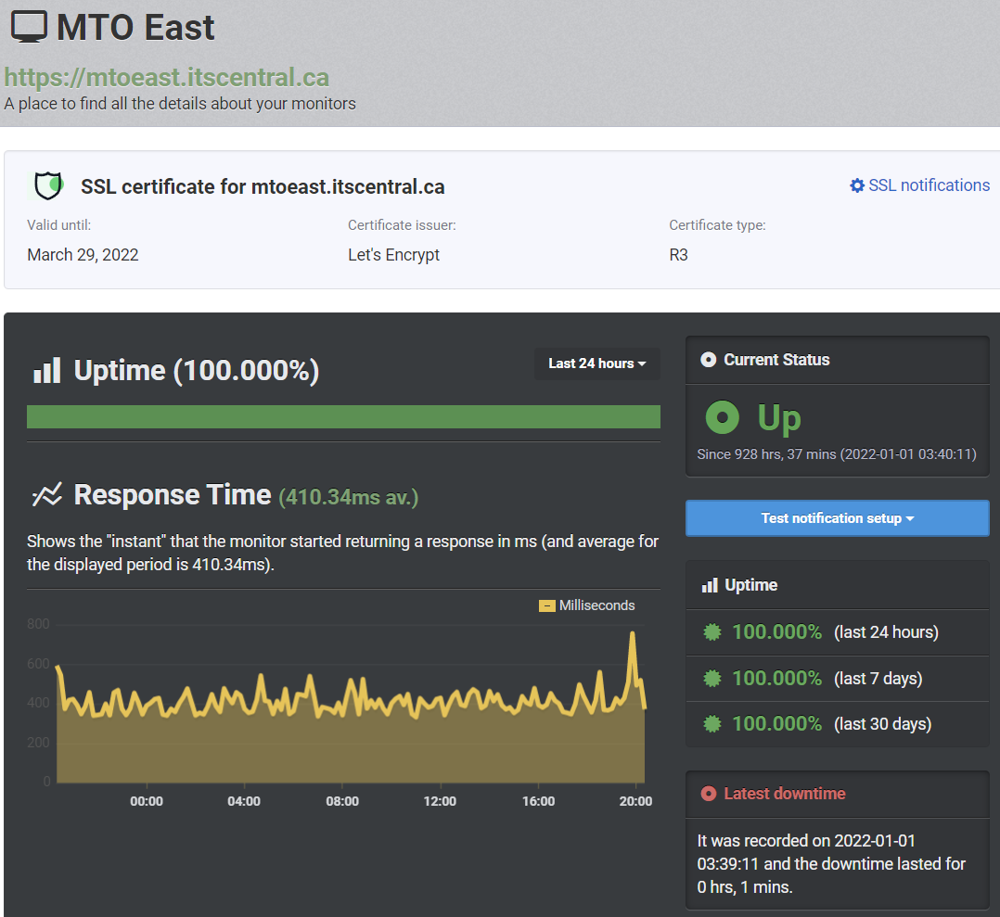 MTO East
https://mtoeast.itscentral.ca
A place to find all the details about your monitors
SSL certificate for mtoeast.itscentral.ca
SSL notifications
Valid until:
Certificate issuer:
Certificate type:
March 29, 2022
Let's Encrypt
R3
Uptime (100.000%)
Last 24 hours
Response Time (410.34ms av.)
Shows the "instant" that the monitor started returning a response in ms (and average for
the displayed period is 410.34ms).
Milliseconds
800
600
400
200
0
00:00
04:00
08:00
12:00
16:00
20:00
Current Status
Up
Since 928 hrs, 37 mins (2022-01-01 03:40:11)
Test notification setup
Uptime
100.000% (last 24 hours)
100.000% (last 7 days)
100.000% (last 30 days)
Latest downtime
It was recorded on 2022-01-01
03:39:11 and the downtime lasted for
0 hrs, 1 mins.